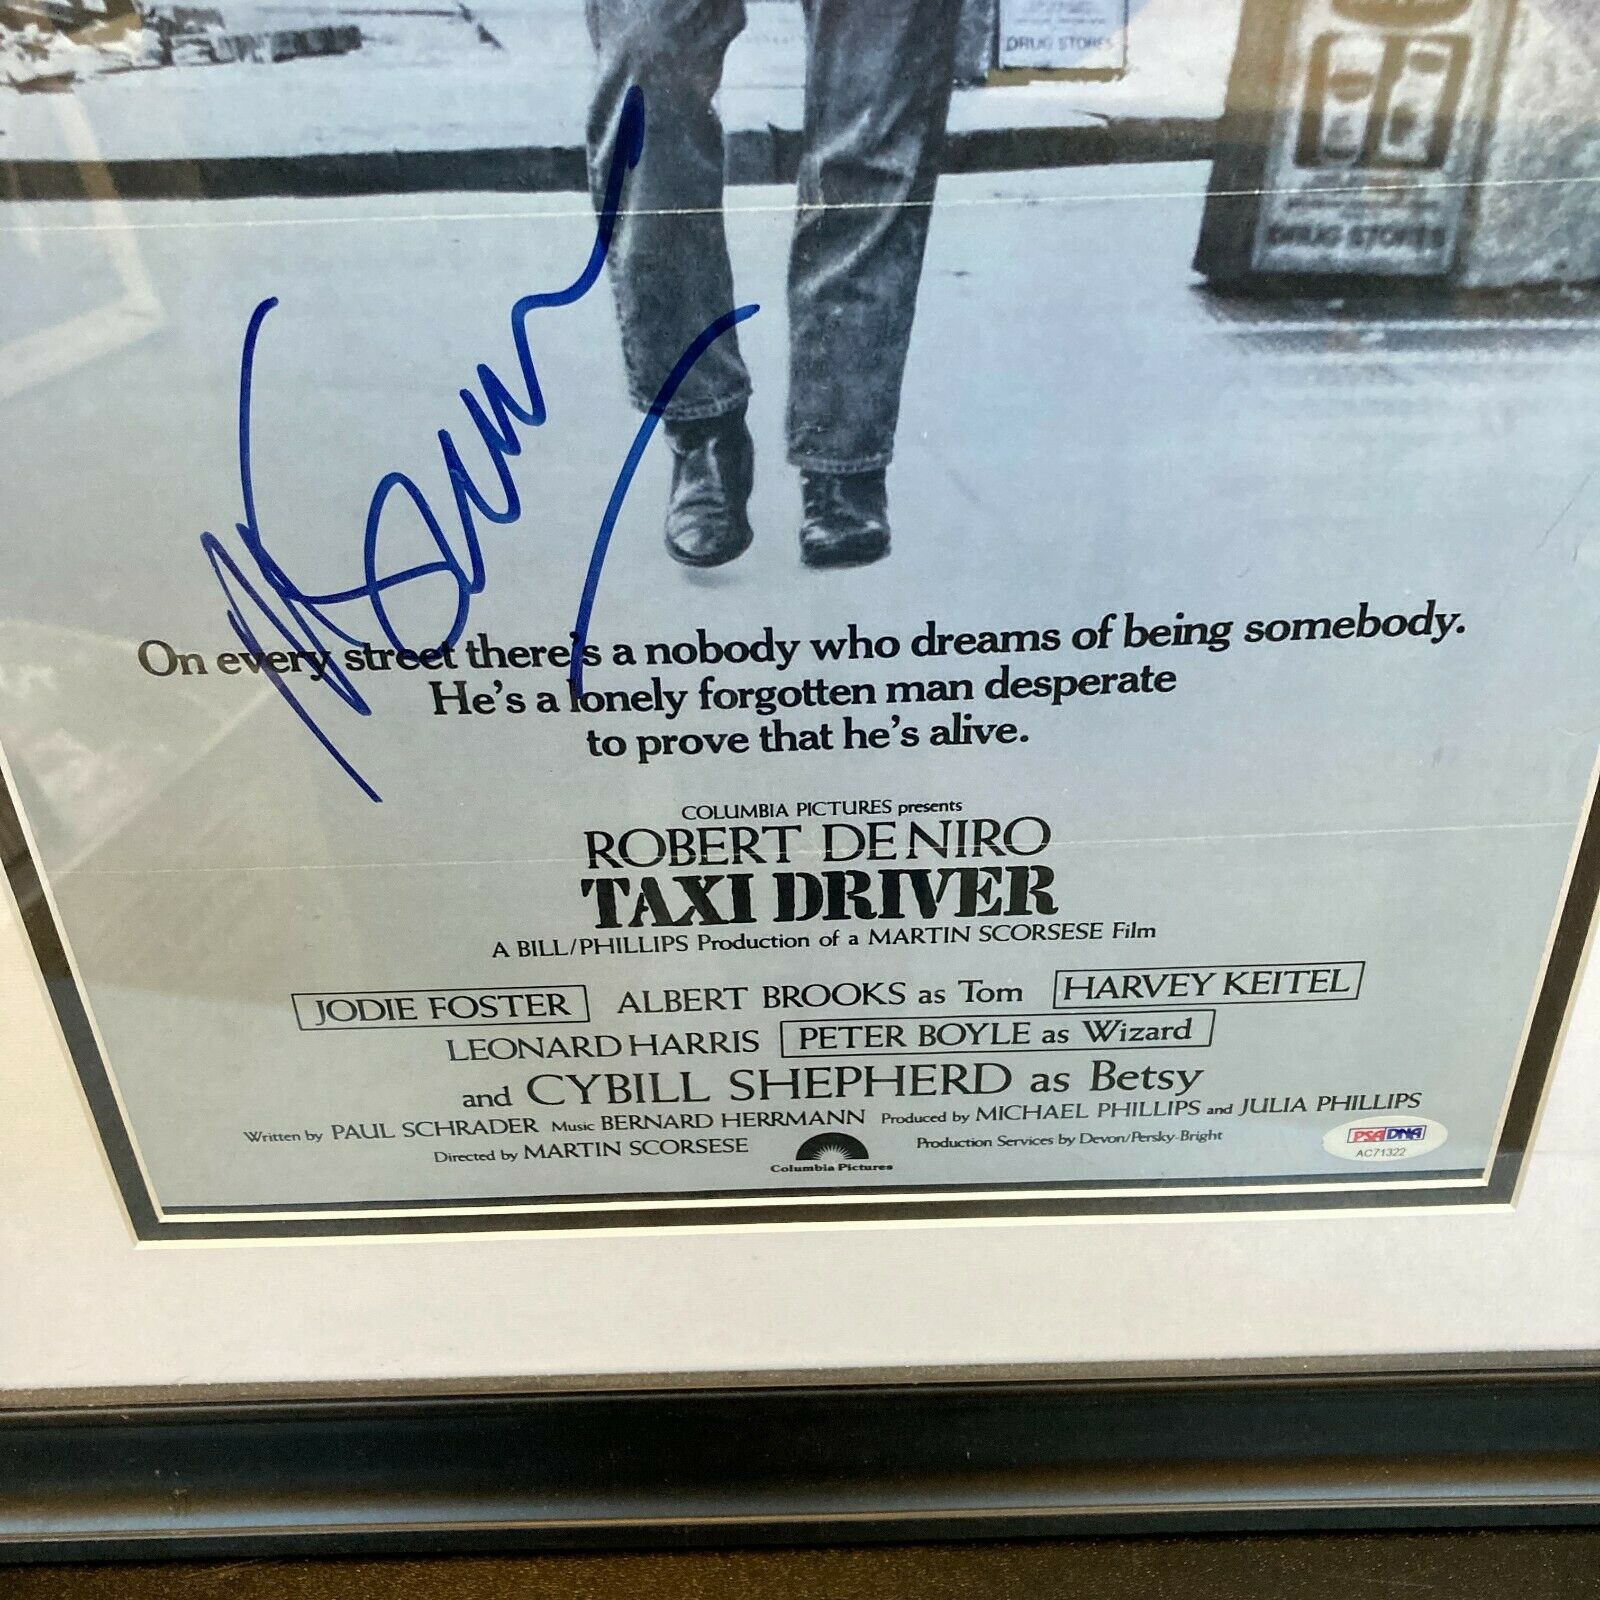 DRUG STORES
DRUG STORES
On every street there's a nobody who dreams of being somebody.
He's a lonely forgotten man desperate
to prove that he's alive.
COLUMBIA PICTURES presents
ROBERT DE NIRO
TAXI DRIVER
A BILL/PHILLIPS Production of a MARTIN SCORSESE Film
JODIE FOSTER ALBERT BROOKS as Tom HARVEY KEITEL
LEONARD HARRIS PETER BOYLE as Wizard
and CYBILL SHEPHERD as Betsy
Written by PAUL SCHRADER Music BERNARD HERRMANN Produced by MICHAEL PHILLIPS and JULIA PHILLIPS
Directed by MARTIN SCORSESE Production Services by Devon/Persky-Bright
Columbia Pictures
PSA DNA
AC71322